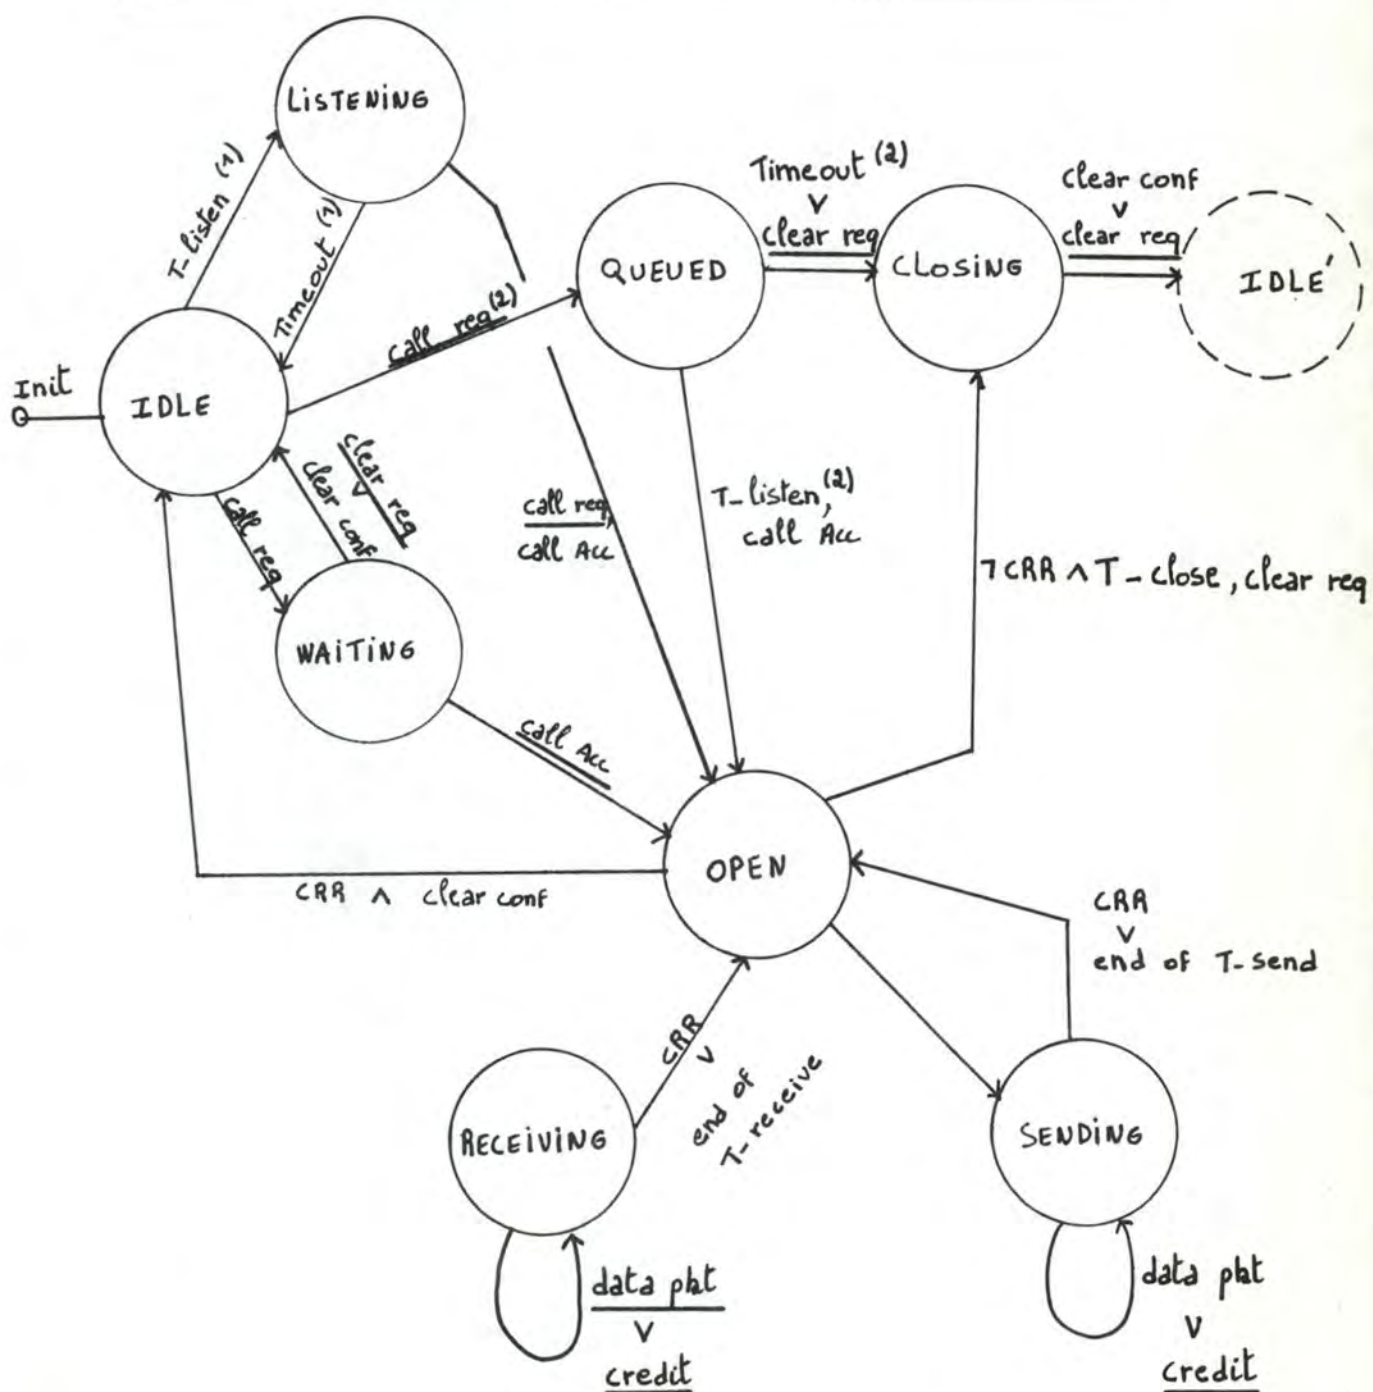 LISTENING
T-listen (1)
Timeout (1)
Init
IDLE
call req (2)
QUEUED
Timeout (2)
V
clear req
CLOSING
clear conf
V
clear req
IDLE'
clear req
V
clear conf
call req
WAITING
call req,
call Acc
T-listen, (2)
call Acc
7 CRR ∧ T-close, clear req
call Acc
CRR ∧ clear conf
OPEN
CRR
V
end of T-send
CRR
V
end of
T-receive
RECEIVING
SENDING
data pkt
V
credit
data pkt
V
credit